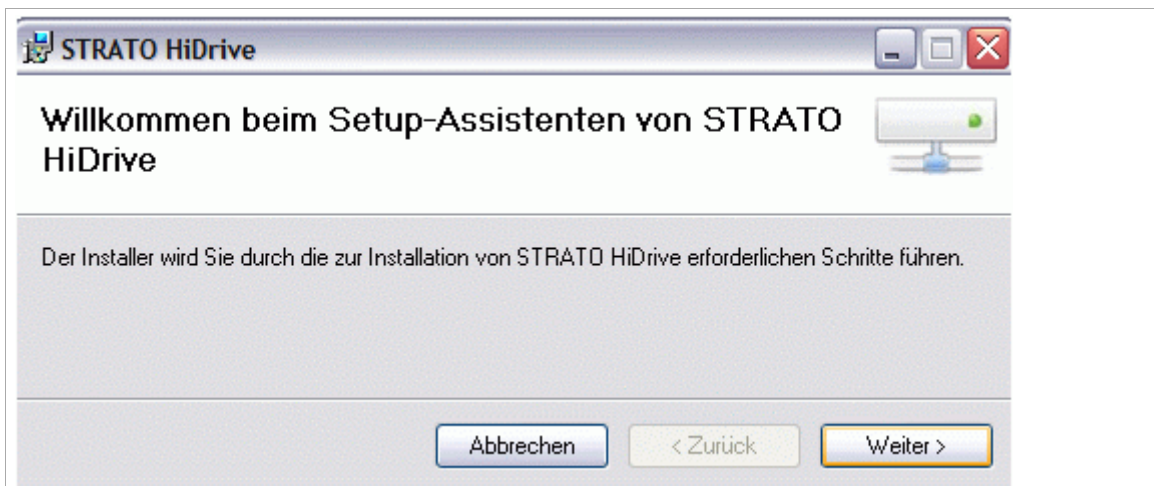 STRATO HiDrive
Willkommen beim Setup-Assistenten von STRATO
HiDrive
Der Installer wird Sie durch die zur Installation von STRATO HiDrive erforderlichen Schritte führen.
Abbrechen
< Zurück
Weiter >